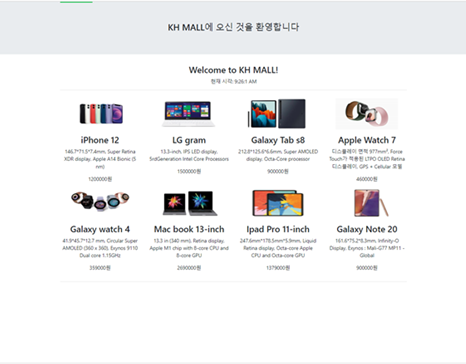 KH MALL에 오신 것을 환영합니다
Welcome to KH MALL!
현재 시각: 9:26:1 AM
iPhone 12
146.7*71.5*7.4mm, Super Retina
XDR display, Apple A14 Bionic (5
nm)
1200000원
LG gram
13.3-inch, IPS LED display,
3rdGeneration Intel Core Processors
1500000원
Galaxy Tab s8
212.8*125.6*6.6mm, Super AMOLED
display, Octa-Core processor
900000원
Apple Watch 7
디스플레이 면적 977mm², Force
Touch가 적용된 LTPO OLED Retina
디스플레이, GPS + Cellular 모델
460000원
Galaxy watch 4
41.9*45.7*12.7 mm, Circular Super
AMOLED (360 x 360), Exynos 9110
Dual core 1.15GHz
359000원
Mac book 13-inch
13.3 in (340 mm), Retina display,
Apple M1 chip with 8-core CPU and
8-core GPU
2690000원
Ipad Pro 11-inch
247.6mm*178.5mm*5.9mm, Liquid
Retina display, Octa-core Apple
CPU and Octa-core GPU
1379000원
Galaxy Note 20
161.6*75.2*8.3mm, Infinity-O
Display, Exynos : Mali-G77 MP11 -
Global
900000원